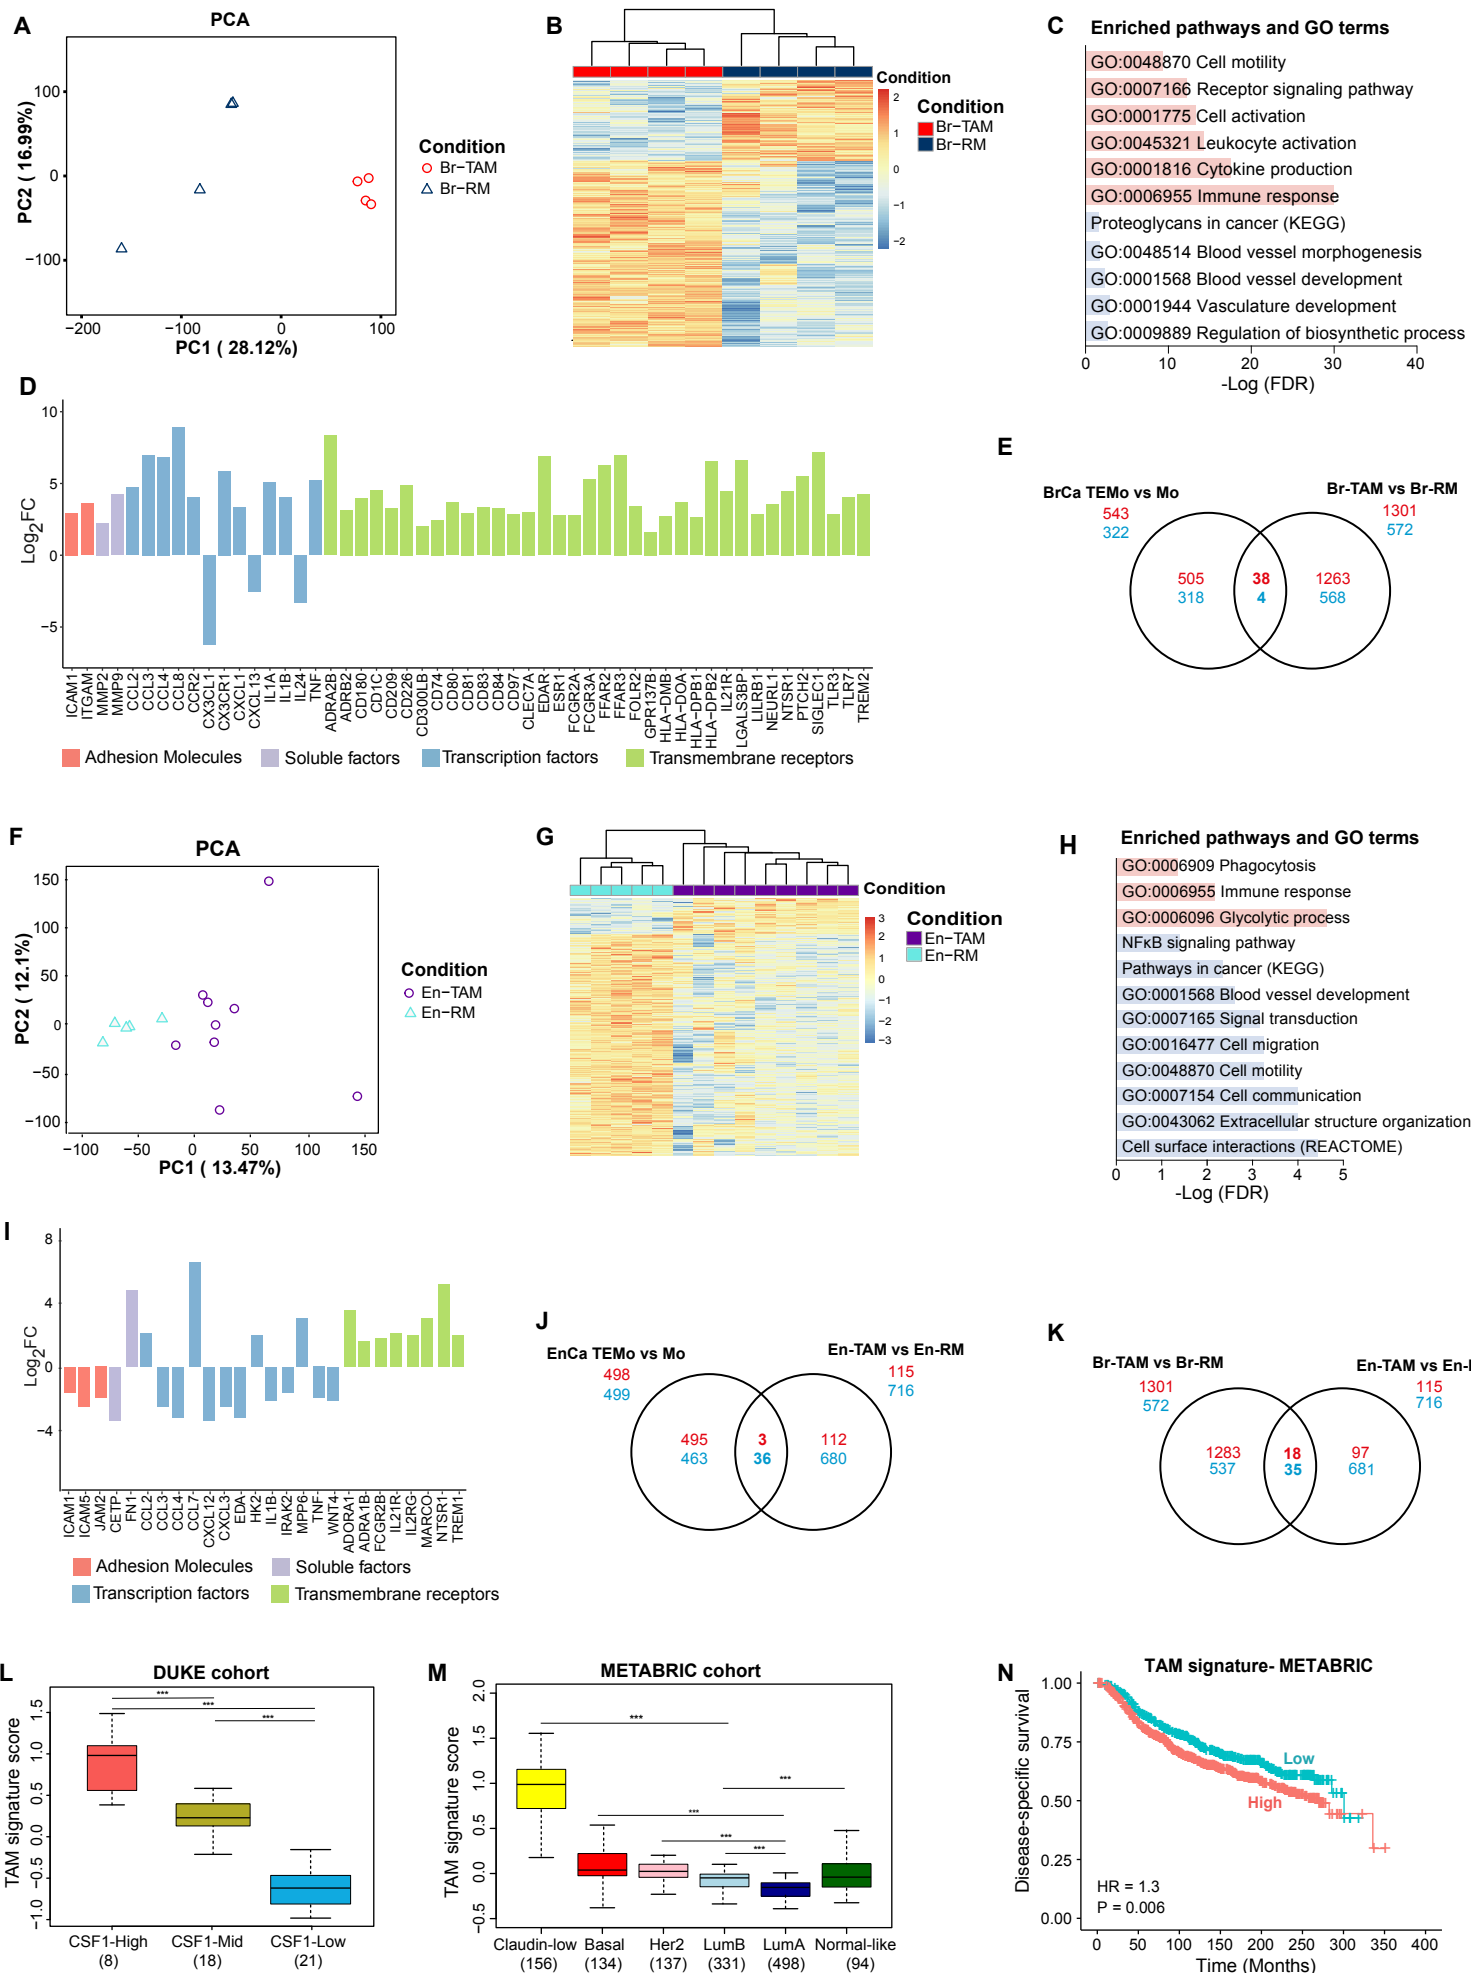 A
PCA
PC2 ( 16.99%)
100
0
−100
−200
−100
0
100
PC1 ( 28.12%)
Condition
Br−TAM
Br−RM
B
Condition
2
1
0
−1
−2
Condition
Br−TAM
Br−RM
C
Enriched pathways and GO terms
GO:0048870 Cell motility
GO:0007166 Receptor signaling pathway
GO:0001775 Cell activation
GO:0045321 Leukocyte activation
GO:0001816 Cytokine production
GO:0006955 Immune response
Proteoglycans in cancer (KEGG)
GO:0048514 Blood vessel morphogenesis
GO:0001568 Blood vessel development
GO:0001944 Vasculature development
GO:0009889 Regulation of biosynthetic process
0 10 20 30 40
-Log (FDR)
D
Log2FC
10
5
0
−5
ICAM1
ITGAM
MMP2
MMP9
CCL2
CCL3
CCL4
CCL8
CCR2
CX3CL1
CX3CR1
CXCL1
CXCL13
IL1A
IL1B
IL24
TNF
ADRA2B
ADRB2
CD180
CD1C
CD209
CD226
CD300LB
CD74
CD80
CD81
CD83
CD84
CD97
CLEC7A
EDAR
ESR1
FCGR2A
FCGR3A
FFAR2
FFAR3
FOLR2
GPR137B
HLA−DMB
HLA−DOA
HLA−DPB1
HLA−DPB2
IL21R
LGALS3BP
LILRB1
NEURL1
NTSR1
PTCH2
SIGLEC1
TLR3
TLR7
TREM2
Adhesion Molecules
Soluble factors
Transcription factors
Transmembrane receptors
E
BrCa TEMo vs Mo
543
322
Br-TAM vs Br-RM
1301
572
505 38 1263
318 4 568
F
PCA
PC2 ( 12.1%)
150
100
50
0
−50
−100
−100
−50
0
50
100
150
PC1 ( 13.47%)
Condition
En−TAM
En−RM
G
Condition
3
2
1
0
−1
−2
−3
Condition
En−TAM
En−RM
H
Enriched pathways and GO terms
GO:0006909 Phagocytosis
GO:0006955 Immune response
GO:0006096 Glycolytic process
NFκB signaling pathway
Pathways in cancer (KEGG)
GO:0001568 Blood vessel development
GO:0007165 Signal transduction
GO:0016477 Cell migration
GO:0048870 Cell motility
GO:0007154 Cell communication
GO:0043062 Extracellular structure organization
Cell surface interactions (REACTOME)
0 1 2 3 4 5
-Log (FDR)
I
Log2FC
8
4
0
−4
ICAM1
ICAM5
JAM2
CETP
FN1
CCL2
CCL3
CCL4
CCL7
CXCL12
CXCL3
EDA
HK2
IL1B
IRAK2
MPP6
TNF
WNT4
ADORA1
ADRA1B
FCGR2B
IL21R
IL2RG
MARCO
NTSR1
TREM1
Adhesion Molecules
Soluble factors
Transcription factors
Transmembrane receptors
J
EnCa TEMo vs Mo
498
499
En-TAM vs En-RM
115
716
495 3 112
463 36 680
K
Br-TAM vs Br-RM
1301
572
En-TAM vs En-
115
716
1283 18 97
537 35 681
L
DUKE cohort
TAM signature score
1.5
1.0
0.5
0.0
−0.5
−1.0
***
***
***
CSF1-High
(8)
CSF1-Mid
(18)
CSF1-Low
(21)
M
METABRIC cohort
TAM signature score
2.0
1.5
1.0
0.5
0.0
−0.5
***
***
***
***
***
Claudin-low
(156)
Basal
(134)
Her2
(137)
LumB
(331)
LumA
(498)
Normal-like
(94)
N
TAM signature- METABRIC
Disease-specific survival
1.00
0.75
0.50
0.25
0.00
Low
High
HR = 1.3
P = 0.006
0 50 100 150 200 250 300 350 400
Time (Months)